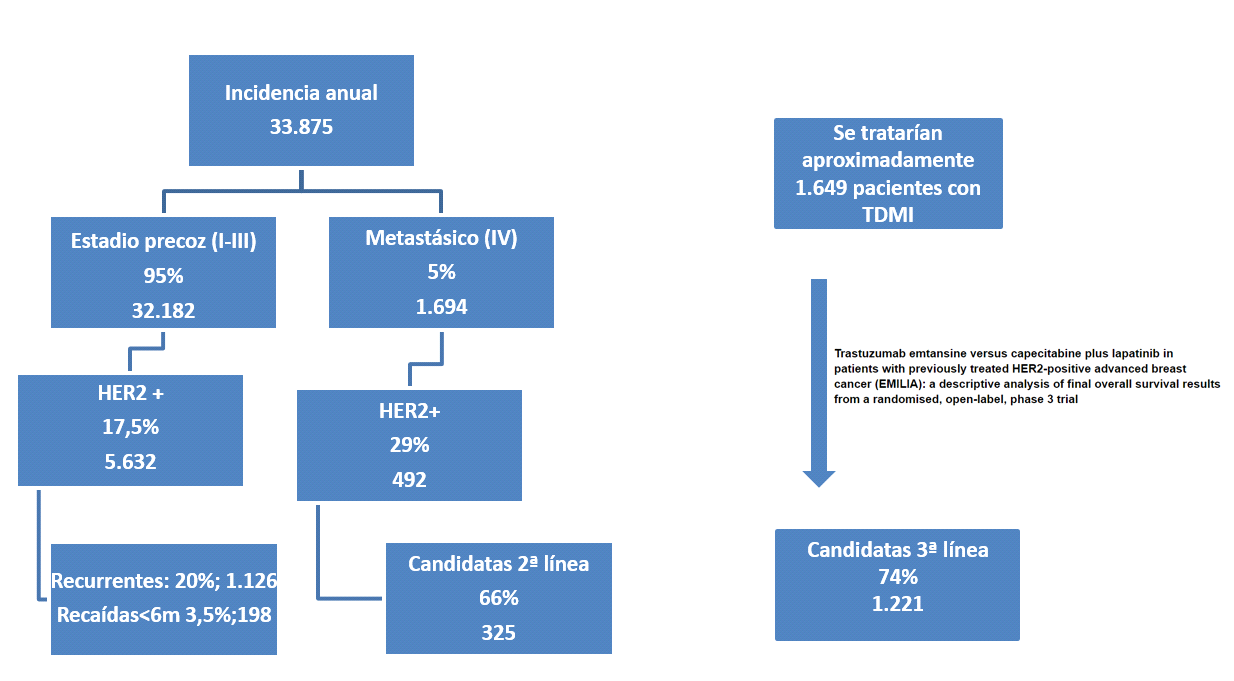 Incidencia anual
33.875
Estadio precoz (I-III)
95%
32.182
Metastásico (IV)
5%
1.694
HER2 +
17,5%
5.632
HER2+
29%
492
Recurrentes: 20%; 1.126
Recaídas<6m 3,5%;198
Candidatas 2ª línea
66%
325
Se tratarían
aproximadamente
1.649 pacientes con
TDMI
Trastuzumab emtansine versus capecitabine plus lapatinib in
patients with previously treated HER2-positive advanced breast
cancer (EMILIA): a descriptive analysis of final overall survival results
from a randomised, open-label, phase 3 trial
Candidatas 3ª línea
74%
1.221